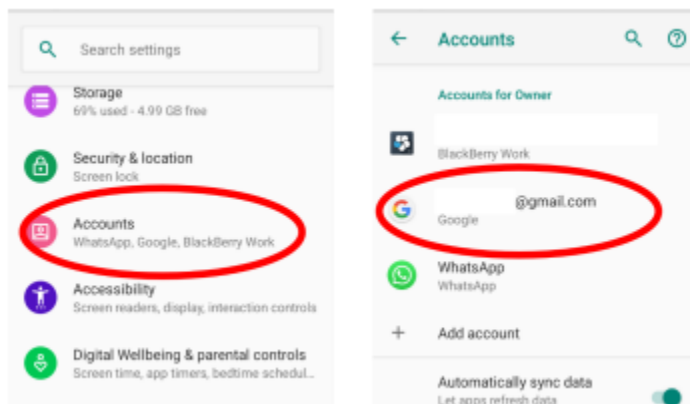 Search settings
Storage
69% used - 4.99 GB free
Security & location
Screen lock
Accounts
WhatsApp, Google, BlackBerry Work
Accessibility
Screen readers, display, interaction controls
Digital Wellbeing & parental controls
Screen time, app timers, bedtime schedul...
Accounts
Accounts for Owner
BlackBerry Work
@gmail.com
Google
WhatsApp
WhatsApp
Add account
Automatically sync data
Let apps refresh data